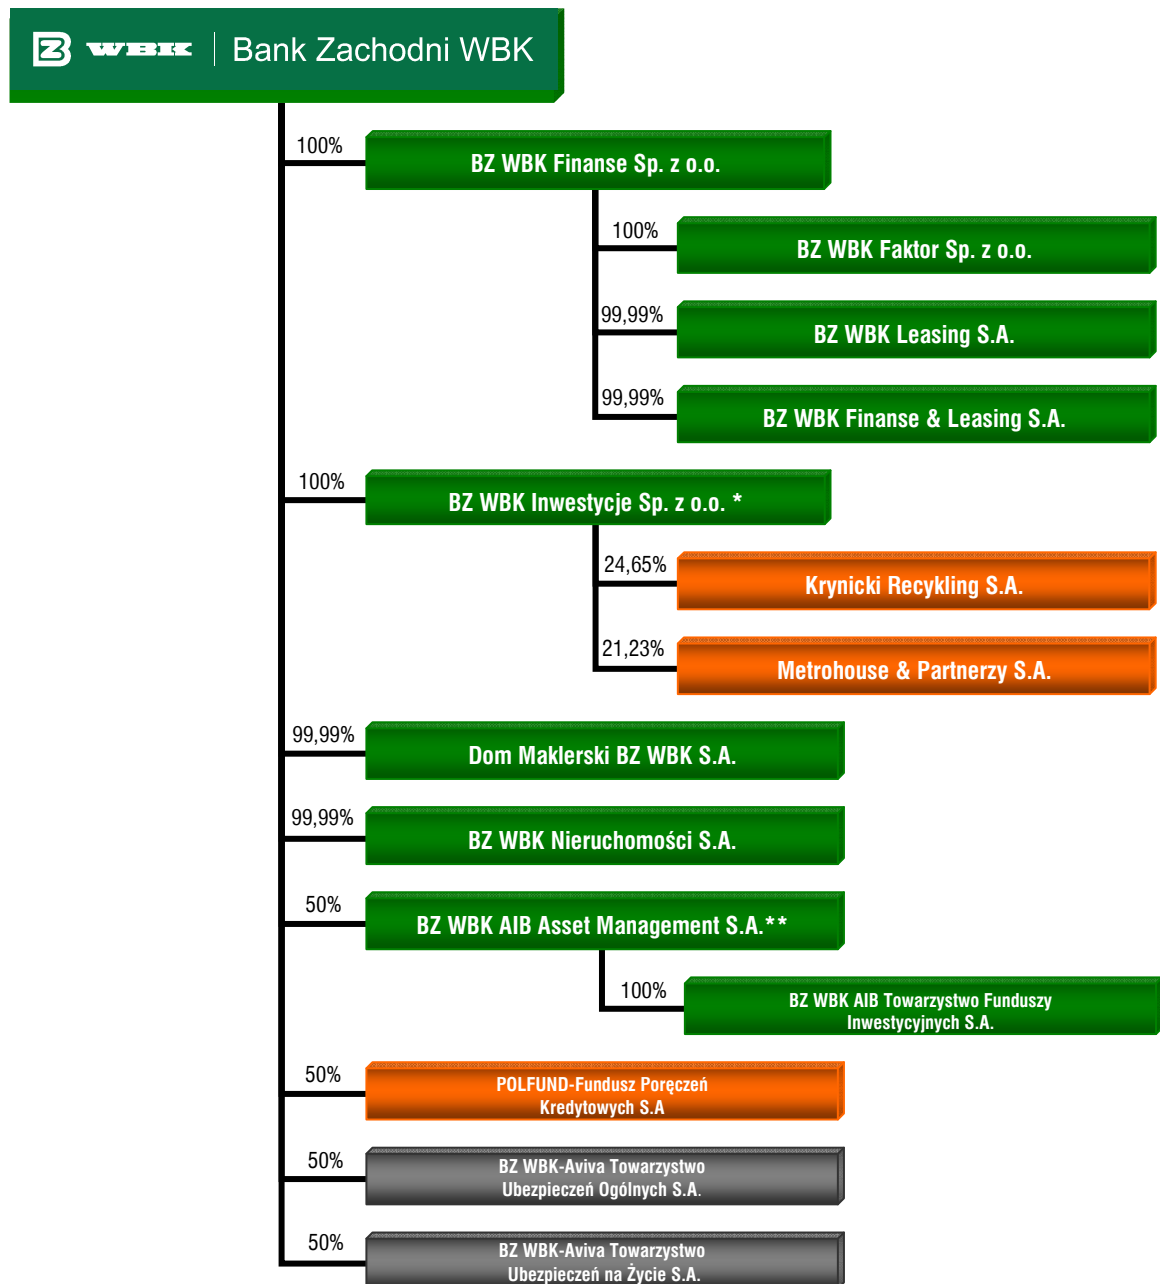 B WBK | Bank Zachodni WBK
100%
BZ WBK Finanse Sp. z o.o.
100%
BZ WBK Faktor Sp. z o.o.
99,99%
BZ WBK Leasing S.A.
99,99%
BZ WBK Finanse & Leasing S.A.
100%
BZ WBK Inwestycje Sp. z o.o. *
24,65%
Krynicki Recykling S.A.
21,23%
Metrohouse & Partnerzy S.A.
99,99%
Dom Maklerski BZ WBK S.A.
99,99%
BZ WBK Nieruchomości S.A.
50%
BZ WBK AIB Asset Management S.A.**
100%
BZ WBK AIB Towarzystwo Funduszy
Inwestycyjnych S.A.
50%
POLFUND-Fundusz Poręczeń
Kredytowych S.A
50%
BZ WBK-Aviva Towarzystwo
Ubezpieczeń Ogólnych S.A.
50%
BZ WBK-Aviva Towarzystwo
Ubezpieczeń na Życie S.A.